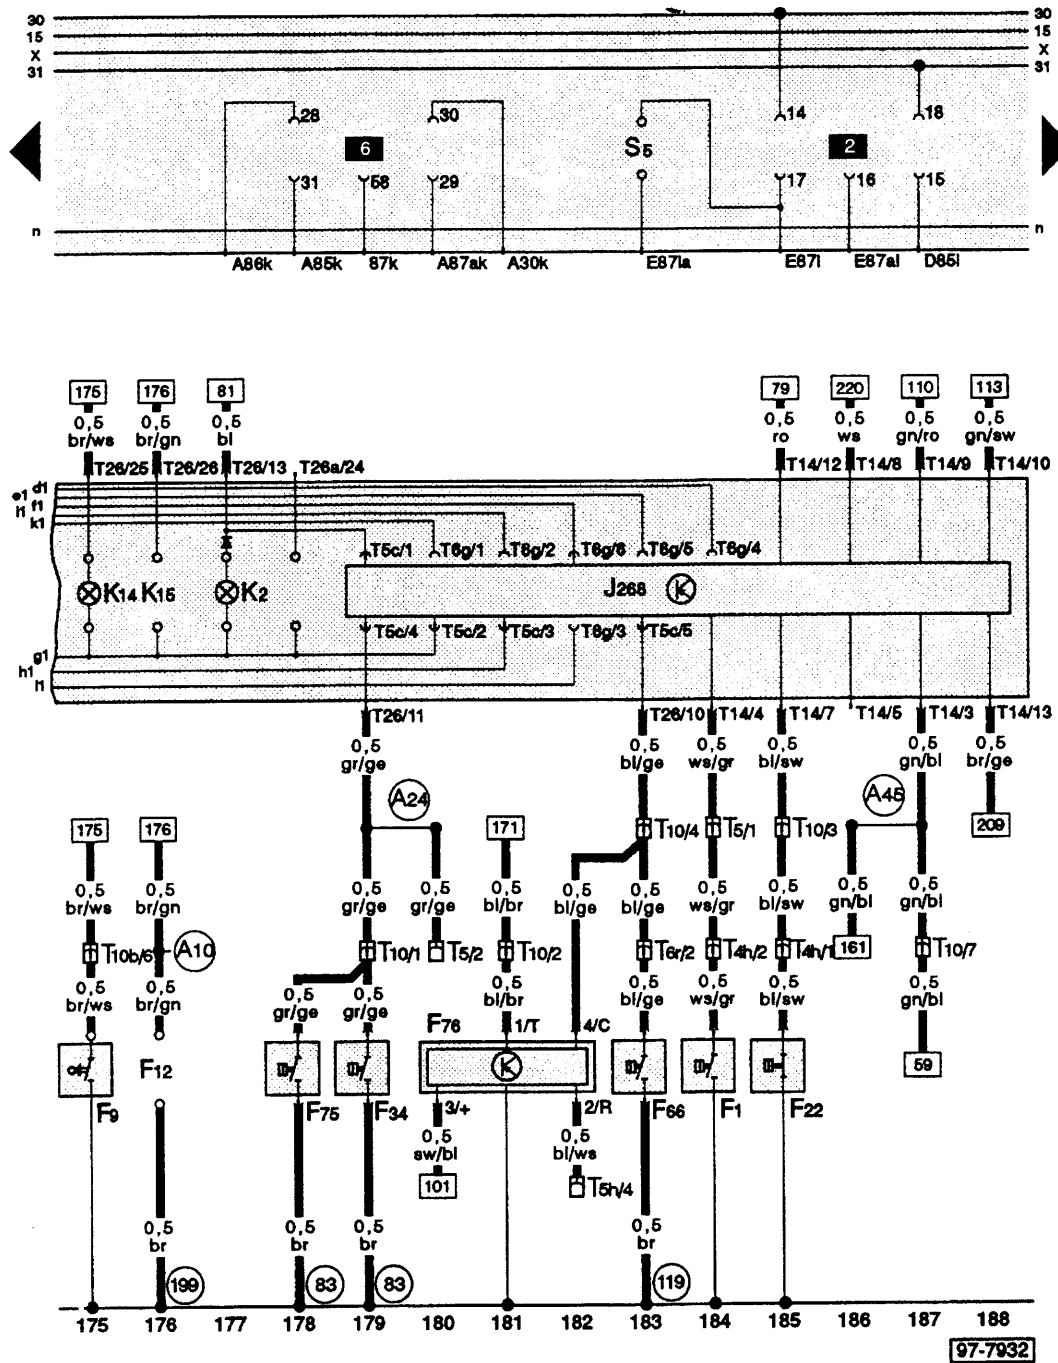 30 30
15 15
X X
31 31
28 30 14 18
6 S5 2
31 58 29 17 16 15
n n
A86k A85k 87k A87ak A30k E87la E87l E87al D85l
175 176 81 79 220 110 113
0,5 0,5 0,5 0,5 0,5 0,5 0,5
br/ws br/gn bl ro ws gn/ro gn/sw
T26/25 T26/26 T26/13 T26a/24 T14/12 T14/8 T14/9 T14/10
d1
e1
f1
i1
k1
T5c/1 T6g/1 T6g/2 T6g/6 T6g/5 T6g/4
K14 K15 K2 J268
T5c/4 T5c/2 T5c/3 T6g/3 T5c/5
g1
h1
l1
T26/11 T26/10 T14/4 T14/7 T14/5 T14/3 T14/13
0,5 0,5 0,5 0,5 0,5 0,5
gr/ge bl/ge ws/gr bl/sw gn/bl br/ge
A24 A45
175 176 171 T10/4 T5/1 T10/3 209
0,5 0,5 0,5 0,5 0,5 0,5 0,5 0,5 0,5 0,5 0,5
br/ws br/gn gr/ge gr/ge bl/br bl/ge bl/ge ws/gr bl/sw gn/bl gn/bl
T10b/6 A10 T10/1 T5/2 T10/2 T6r/2 T4h/2 T4h/1 161 T10/7
0,5 0,5 0,5 0,5 0,5 0,5 0,5 0,5 0,5
br/ws br/gn gr/ge gr/ge bl/br bl/ge ws/gr bl/sw gn/bl
F76 1/T 4/C
F12 59
F9 F75 F34 3/+ 2/R F66 F1 F22
0,5 0,5
sw/bl bl/ws
101 T5h/4
0,5 0,5 0,5 0,5
br br br br
199 83 83 119
175 176 177 178 179 180 181 182 183 184 185 186 187 188
97-7932